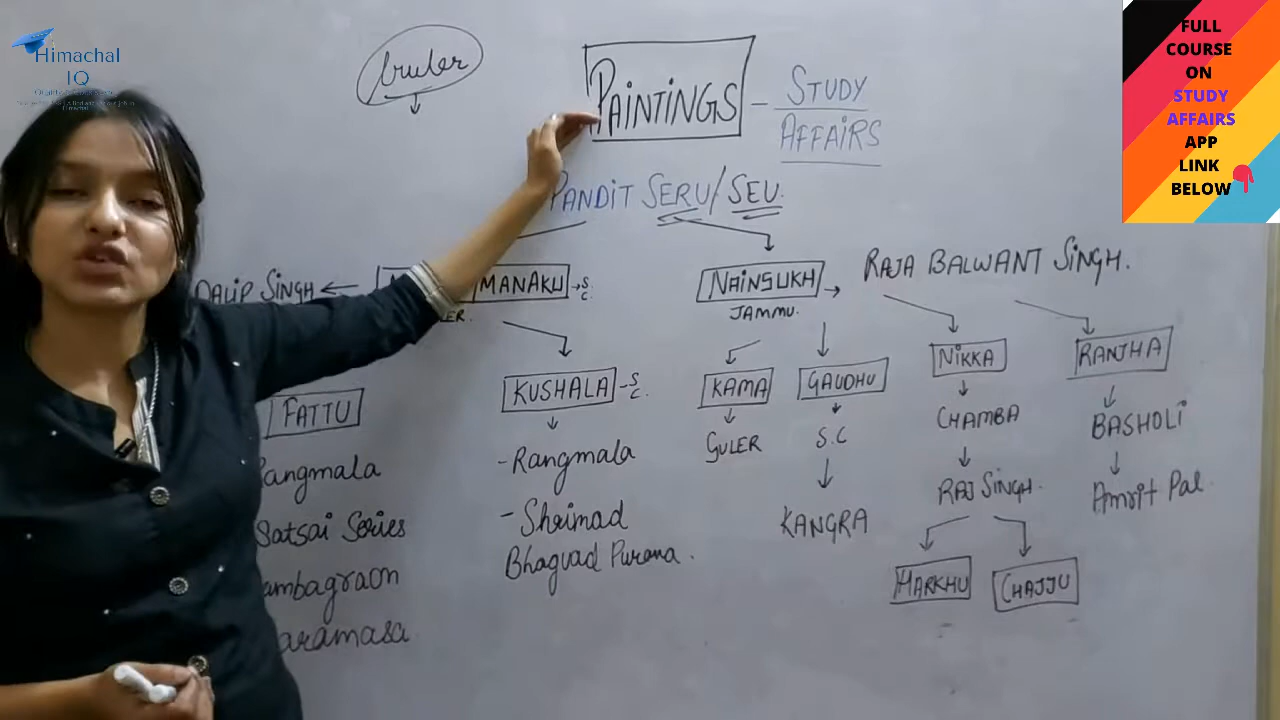 Himachal
IQ
Guler
PAINTINGS - STUDY
AFFAIRS
PANDIT SERU/SEU.
DALIP SINGH ← MANAKU → S.C.
NAINSUKH →
JAMMU.
RAJA BALWANT SINGH.
FATTU
Rangmala
Satsai Series
KUSHALA - S.C.
- Rangmala
- Shrimad
Bhagvad Purana.
KAMA
GULER
GAUDHU
S.C
KANGRA
NIKKA
CHAMBA
RAJ SINGH.
HARKHU
CHAJJU
RANJHA
BASHOLI
Amrit Pal.
FULL
COURSE
ON
STUDY
AFFAIRS
APP
LINK
BELOW